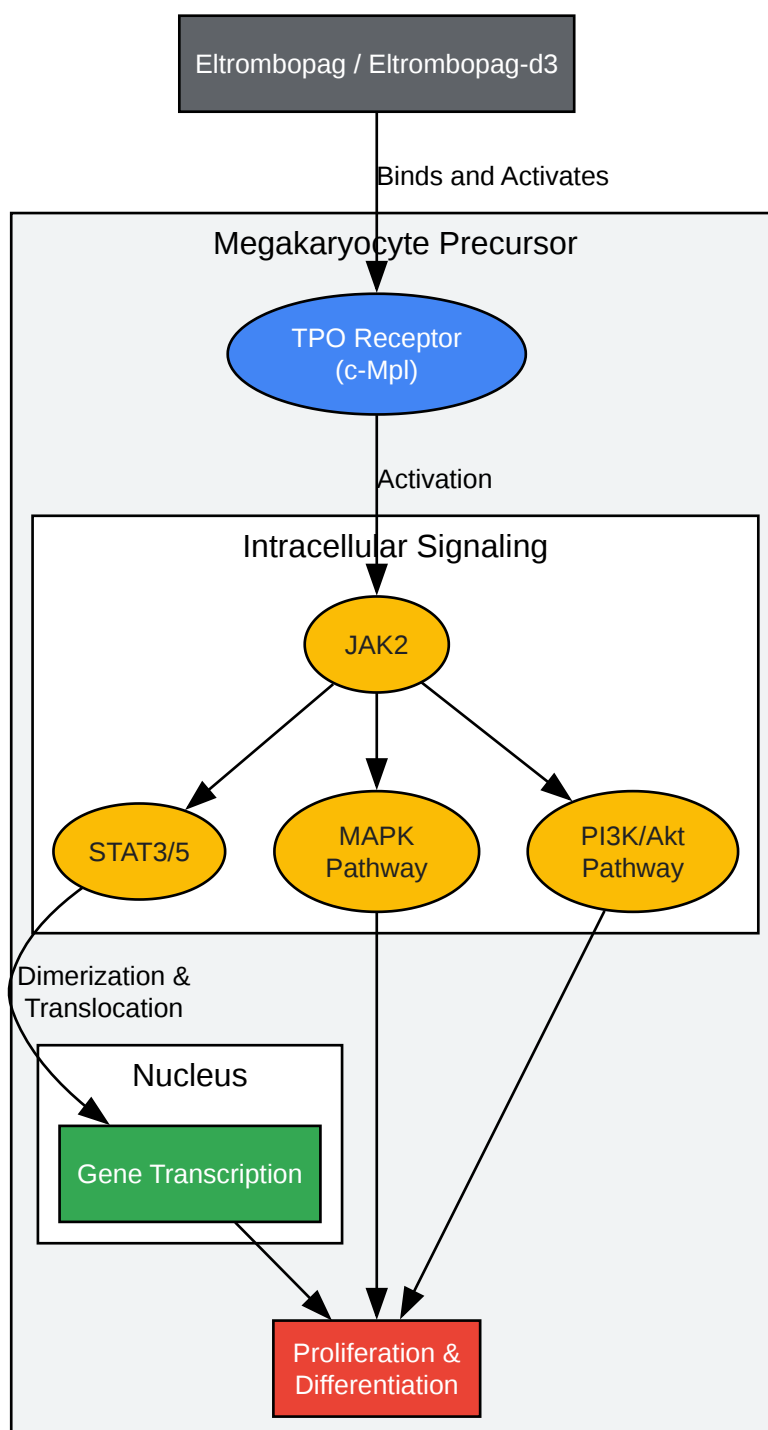 Eltrombopag / Eltrombopag-d3
Binds and Activates
Megakaryocyte Precursor
TPO Receptor
(c-Mpl)
Activation
Intracellular Signaling
JAK2
STAT3/5
MAPK
Pathway
PI3K/Akt
Pathway
Dimerization &
Translocation
Nucleus
Gene Transcription
Proliferation &
Differentiation